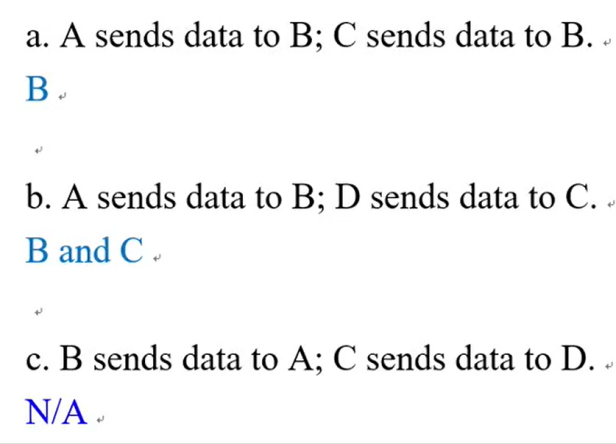 a. A sends data to B; C sends data to B.
B
b. A sends data to B; D sends data to C.
B and C
c. B sends data to A; C sends data to D.
N/A